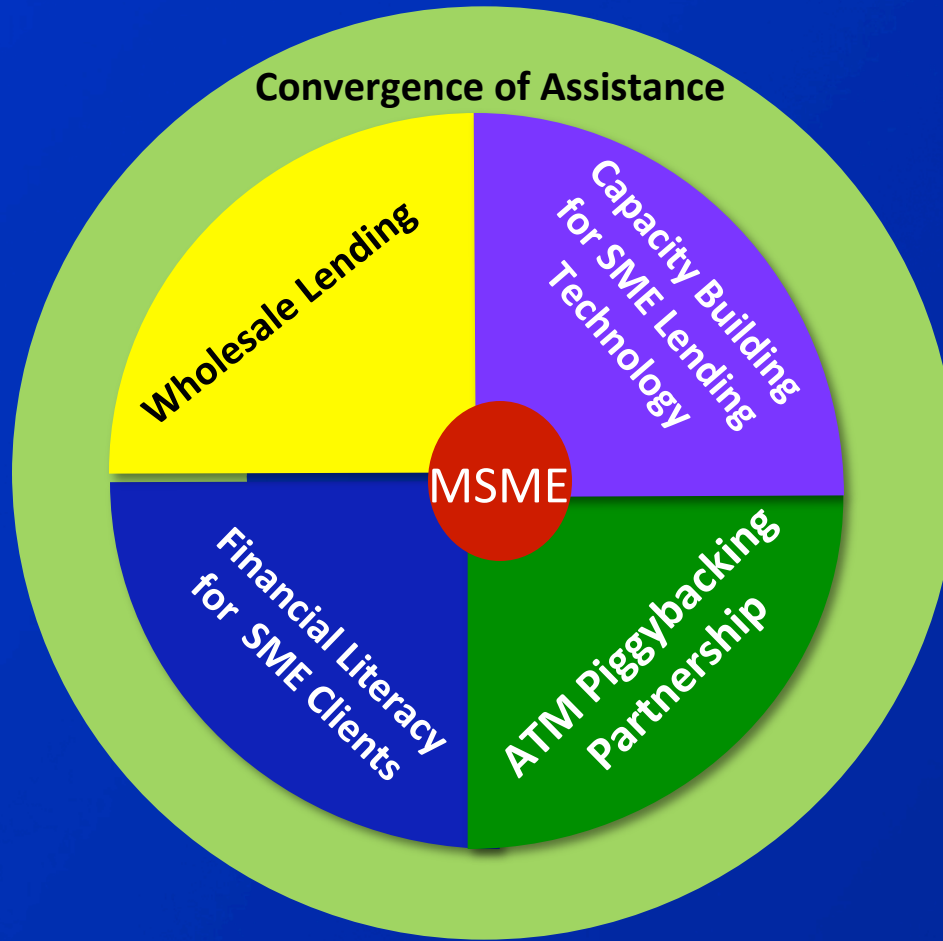 Convergence of Assistance
Wholesale Lending
Capacity Building
for SME Lending
Technology
MSME
Financial Literacy
for SME Clients
ATM Piggybacking
Partnership